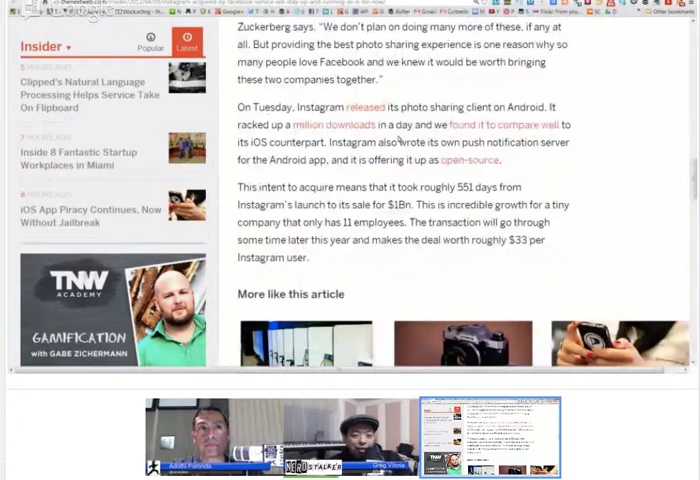 Insider
Popular
Latest
HOURS AGO
Clipped's Natural Language
Processing Helps Service Take
On Flipboard
7 HOURS AGO
Inside 8 Fantastic Startup
Workplaces in Miami
8 HOURS AGO
iOS App Piracy Continues, Now
Without Jailbreak
TNW
ACADEMY
GAMIFICATION
with GABE ZICHERMANN
Zuckerberg says. "We don't plan on doing many more of these, if any at
all. But providing the best photo sharing experience is one reason why so
many people love Facebook and we knew it would be worth bringing
these two companies together."
On Tuesday, Instagram released its photo sharing client on Android. It
racked up a million downloads in a day and we found it to compare well to
its iOS counterpart. Instagram also wrote its own push notification server
for the Android app, and it is offering it up as open-source.
This intent to acquire means that it took roughly 551 days from
Instagram's launch to its sale for $1Bn. This is incredible growth for a tiny
company that only has 11 employees. The transaction will go through
some time later this year and makes the deal worth roughly $33 per
Instagram user.
More like this article
Adolfo Foronda
NERD STALKER
Greg Viloria